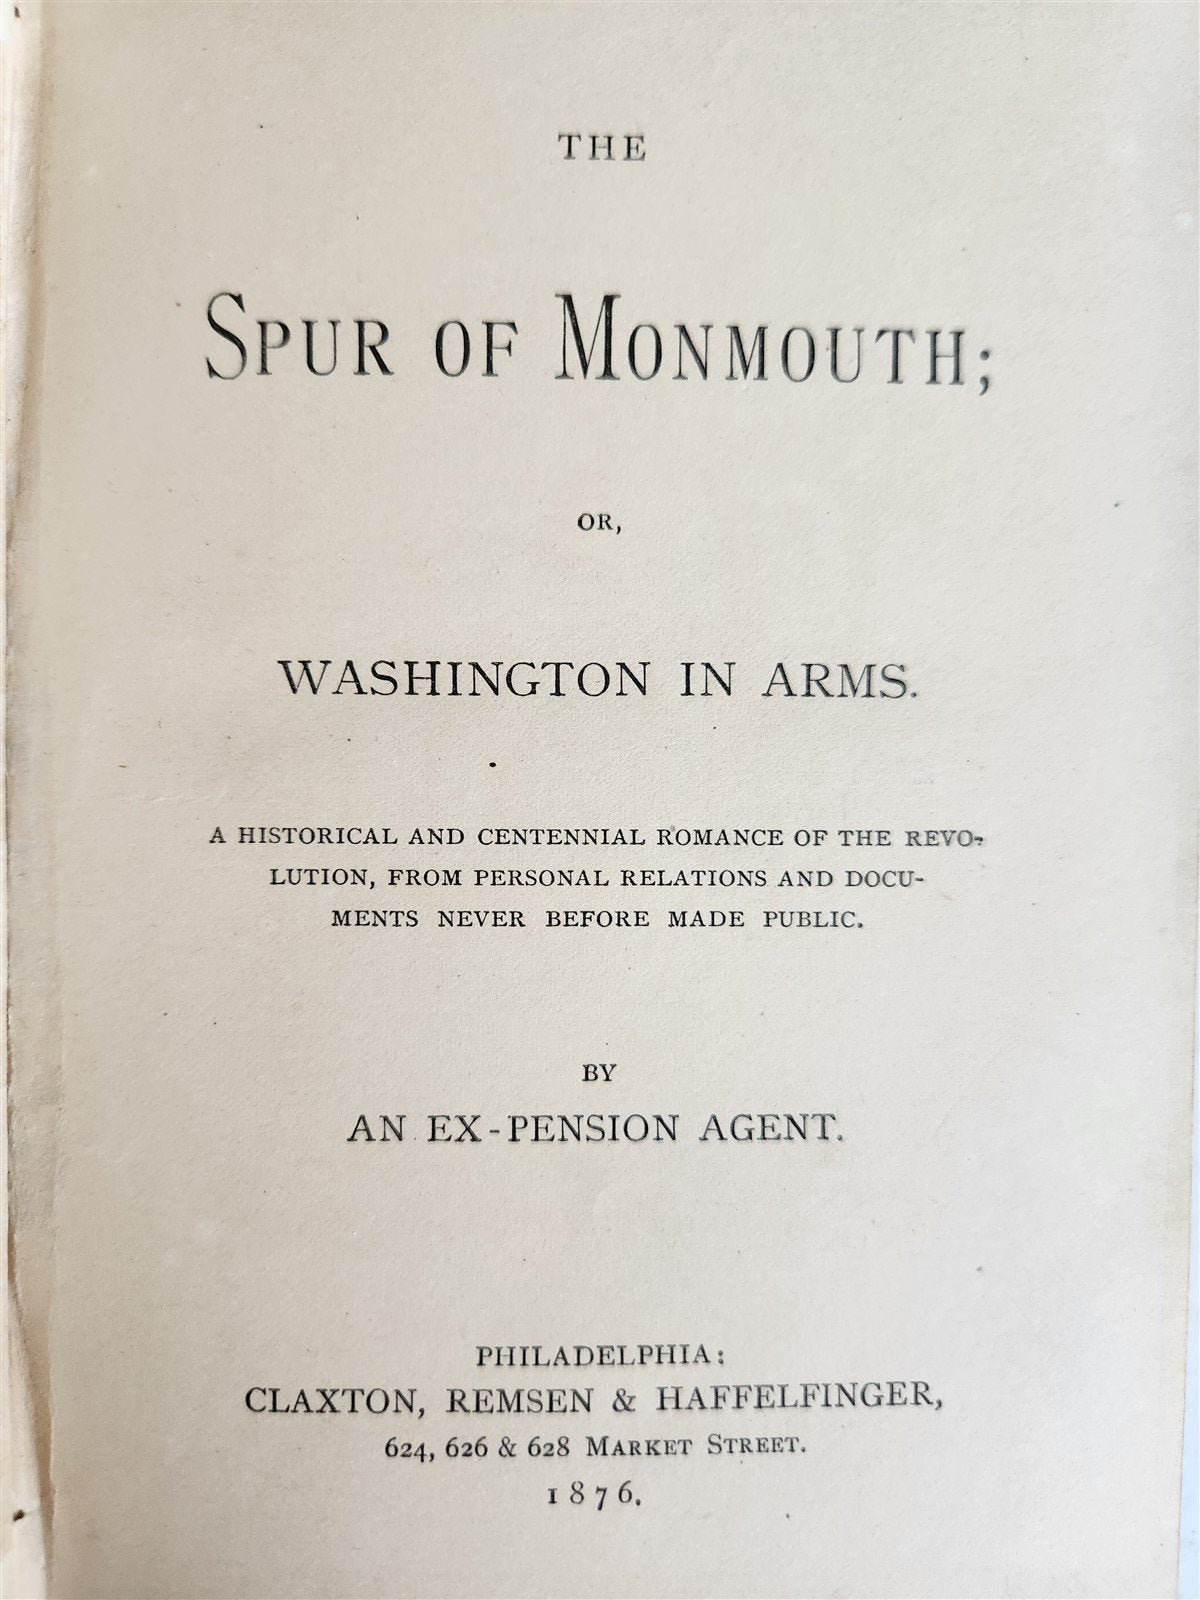 THE
SPUR OF MONMOUTH;
OR,
WASHINGTON IN ARMS.
A HISTORICAL AND CENTENNIAL ROMANCE OF THE REVO-
LUTION, FROM PERSONAL RELATIONS AND DOCU-
MENTS NEVER BEFORE MADE PUBLIC.
BY
AN EX-PENSION AGENT.
PHILADELPHIA:
CLAXTON, REMSEN & HAFFELFINGER,
624, 626 & 628 MARKET STREET.
1876.